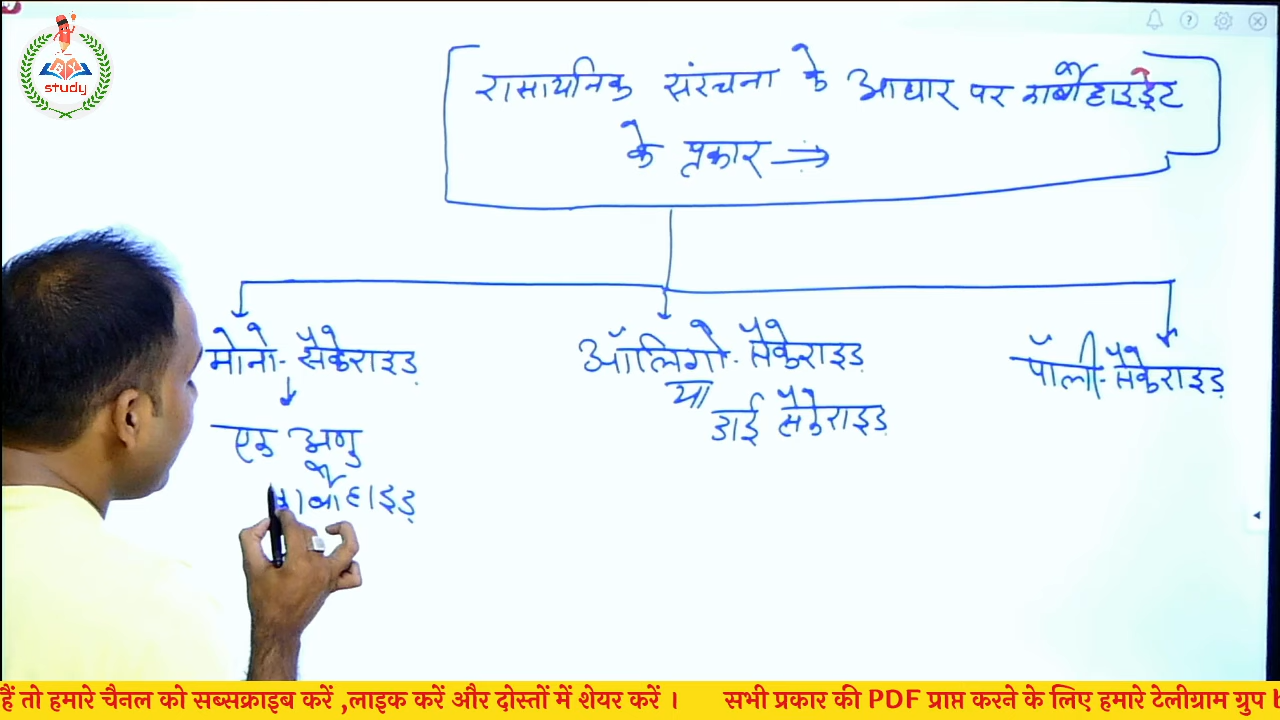 BY
study
रासायनिक संरचना के आधार पर कार्बोहाइड्रेट
के प्रकार ⇒
मोनो-सैकेराइड
ऑलिगो-सैकेराइड
या
डाई सैकेराइड
पॉली-सैकेराइड
एक अणु
कार्बोहाइड्
हैं तो हमारे चैनल को सब्सक्राइब करें ,लाइक करें और दोस्तों में शेयर करें । सभी प्रकार की PDF प्राप्त करने के लिए हमारे टेलीग्राम ग्रुप